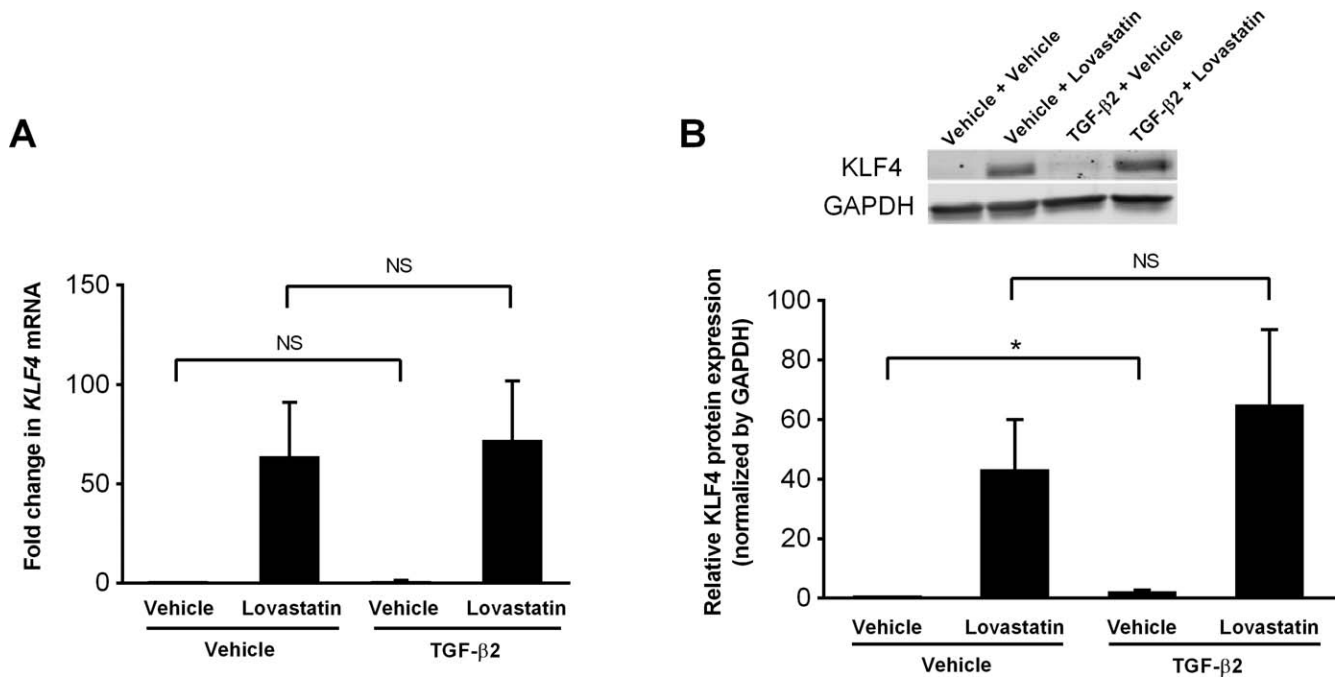 A
Fold change in KLF4 mRNA
150
100
50
0
NS
NS
Vehicle Lovastatin Vehicle Lovastatin
Vehicle TGF-β2
B
Vehicle + Vehicle
Vehicle + Lovastatin
TGF-β2 + Vehicle
TGF-β2 + Lovastatin
KLF4
GAPDH
Relative KLF4 protein expression
(normalized by GAPDH)
100
80
60
40
20
0
NS
*
Vehicle Lovastatin Vehicle Lovastatin
Vehicle TGF-β2